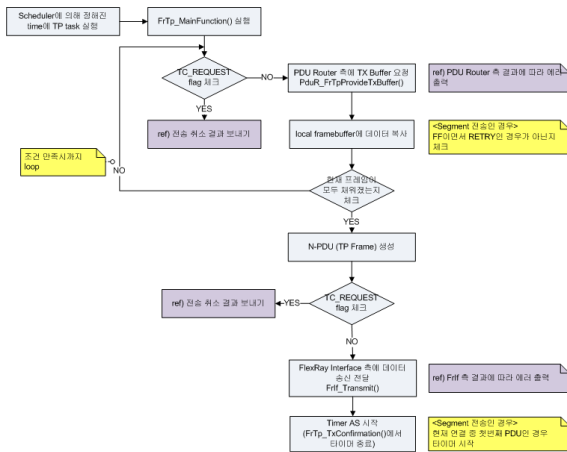 Scheduler에 의해 정해진
time에 TP task 실행
FrTp_MainFunction() 실행
TC_REQUEST
flag 체크
NO
PDU Router 측에 TX Buffer 요청
PduR_FrTpProvideTxBuffer()
ref) PDU Router 측 결과에 따라 에러
출력
YES
ref) 전송 취소 결과 보내기
local framebuffer에 데이터 복사
<Segment 전송인 경우>
FF이면서 RETRY인 경우가 아닌지
체크
조건 만족시까지
loop
NO
현재 프레임이
모두 채워졌는지
체크
YES
N-PDU (TP Frame) 생성
ref) 전송 취소 결과 보내기
YES
TC_REQUEST
flag 체크
NO
FlexRay Interface 측에 데이터
송신 전달
FrIf_Transmit()
ref) FrIf 측 결과에 따라 에러 출력
Timer AS 시작
(FrTp_TxConfirmation()에서
타이머 종료)
<Segment 전송인 경우>
현재 연결 중 첫번째 PDU인 경우
타이머 시작